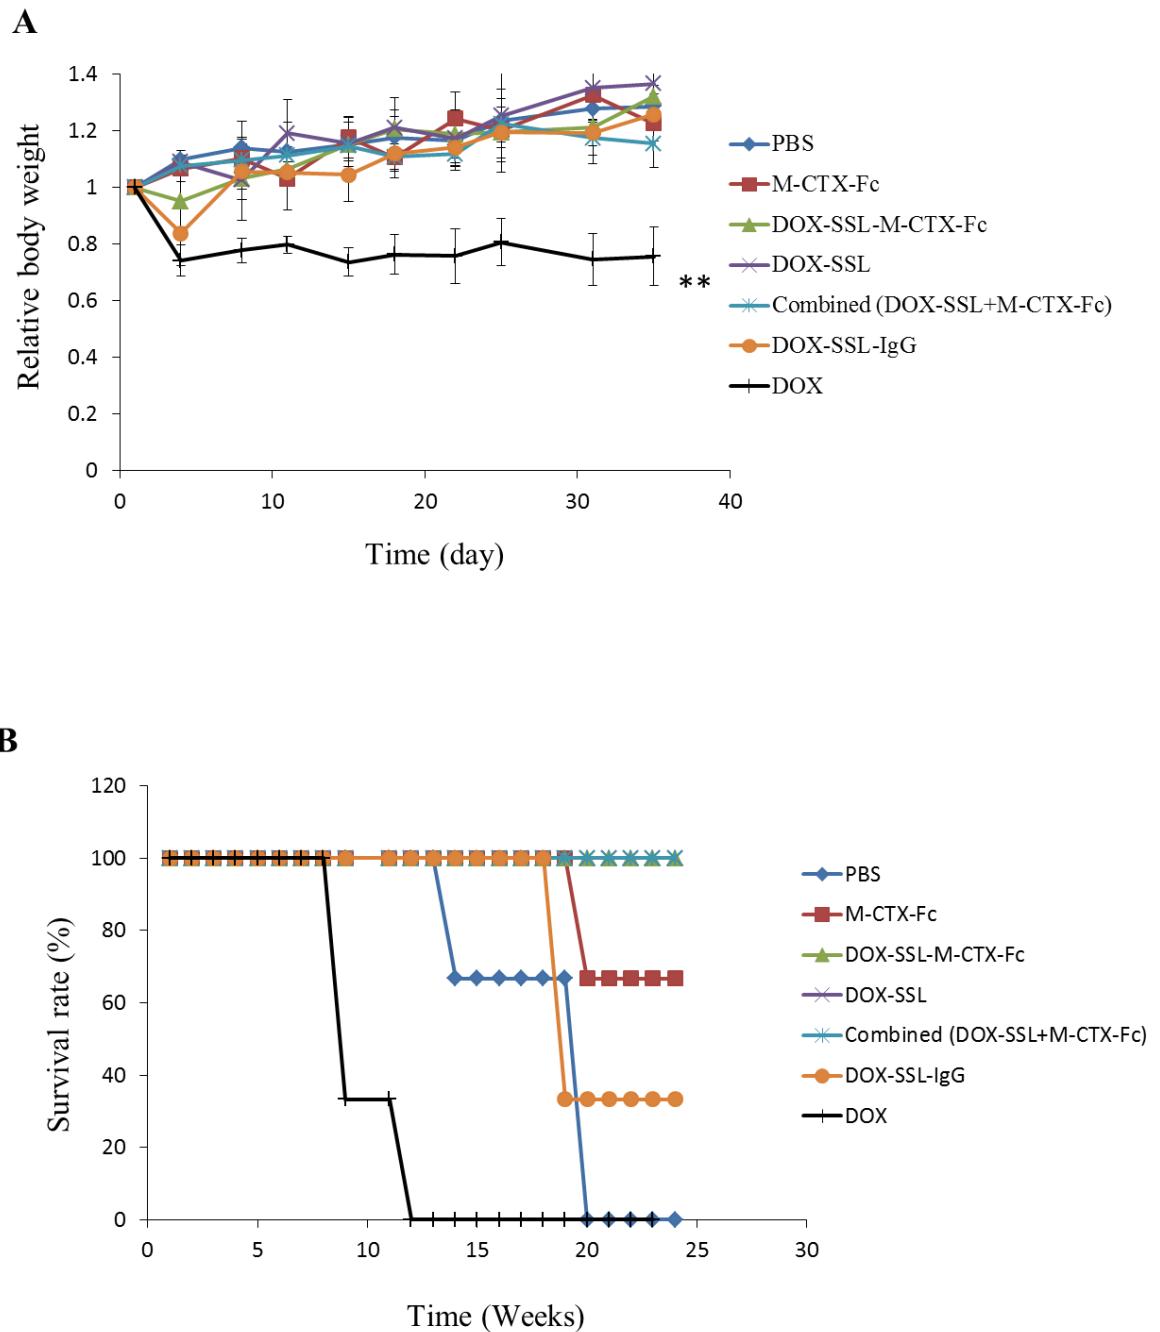 A
1.4
1.2
1
0.8
0.6
0.4
0.2
0
0 10 20 30 40
Relative body weight
Time (day)
PBS
M-CTX-Fc
DOX-SSL-M-CTX-Fc
DOX-SSL
Combined (DOX-SSL+M-CTX-Fc)
DOX-SSL-IgG
DOX
**
B
120
100
80
60
40
20
0
0 5 10 15 20 25 30
Survival rate (%)
Time (Weeks)
PBS
M-CTX-Fc
DOX-SSL-M-CTX-Fc
DOX-SSL
Combined (DOX-SSL+M-CTX-Fc)
DOX-SSL-IgG
DOX